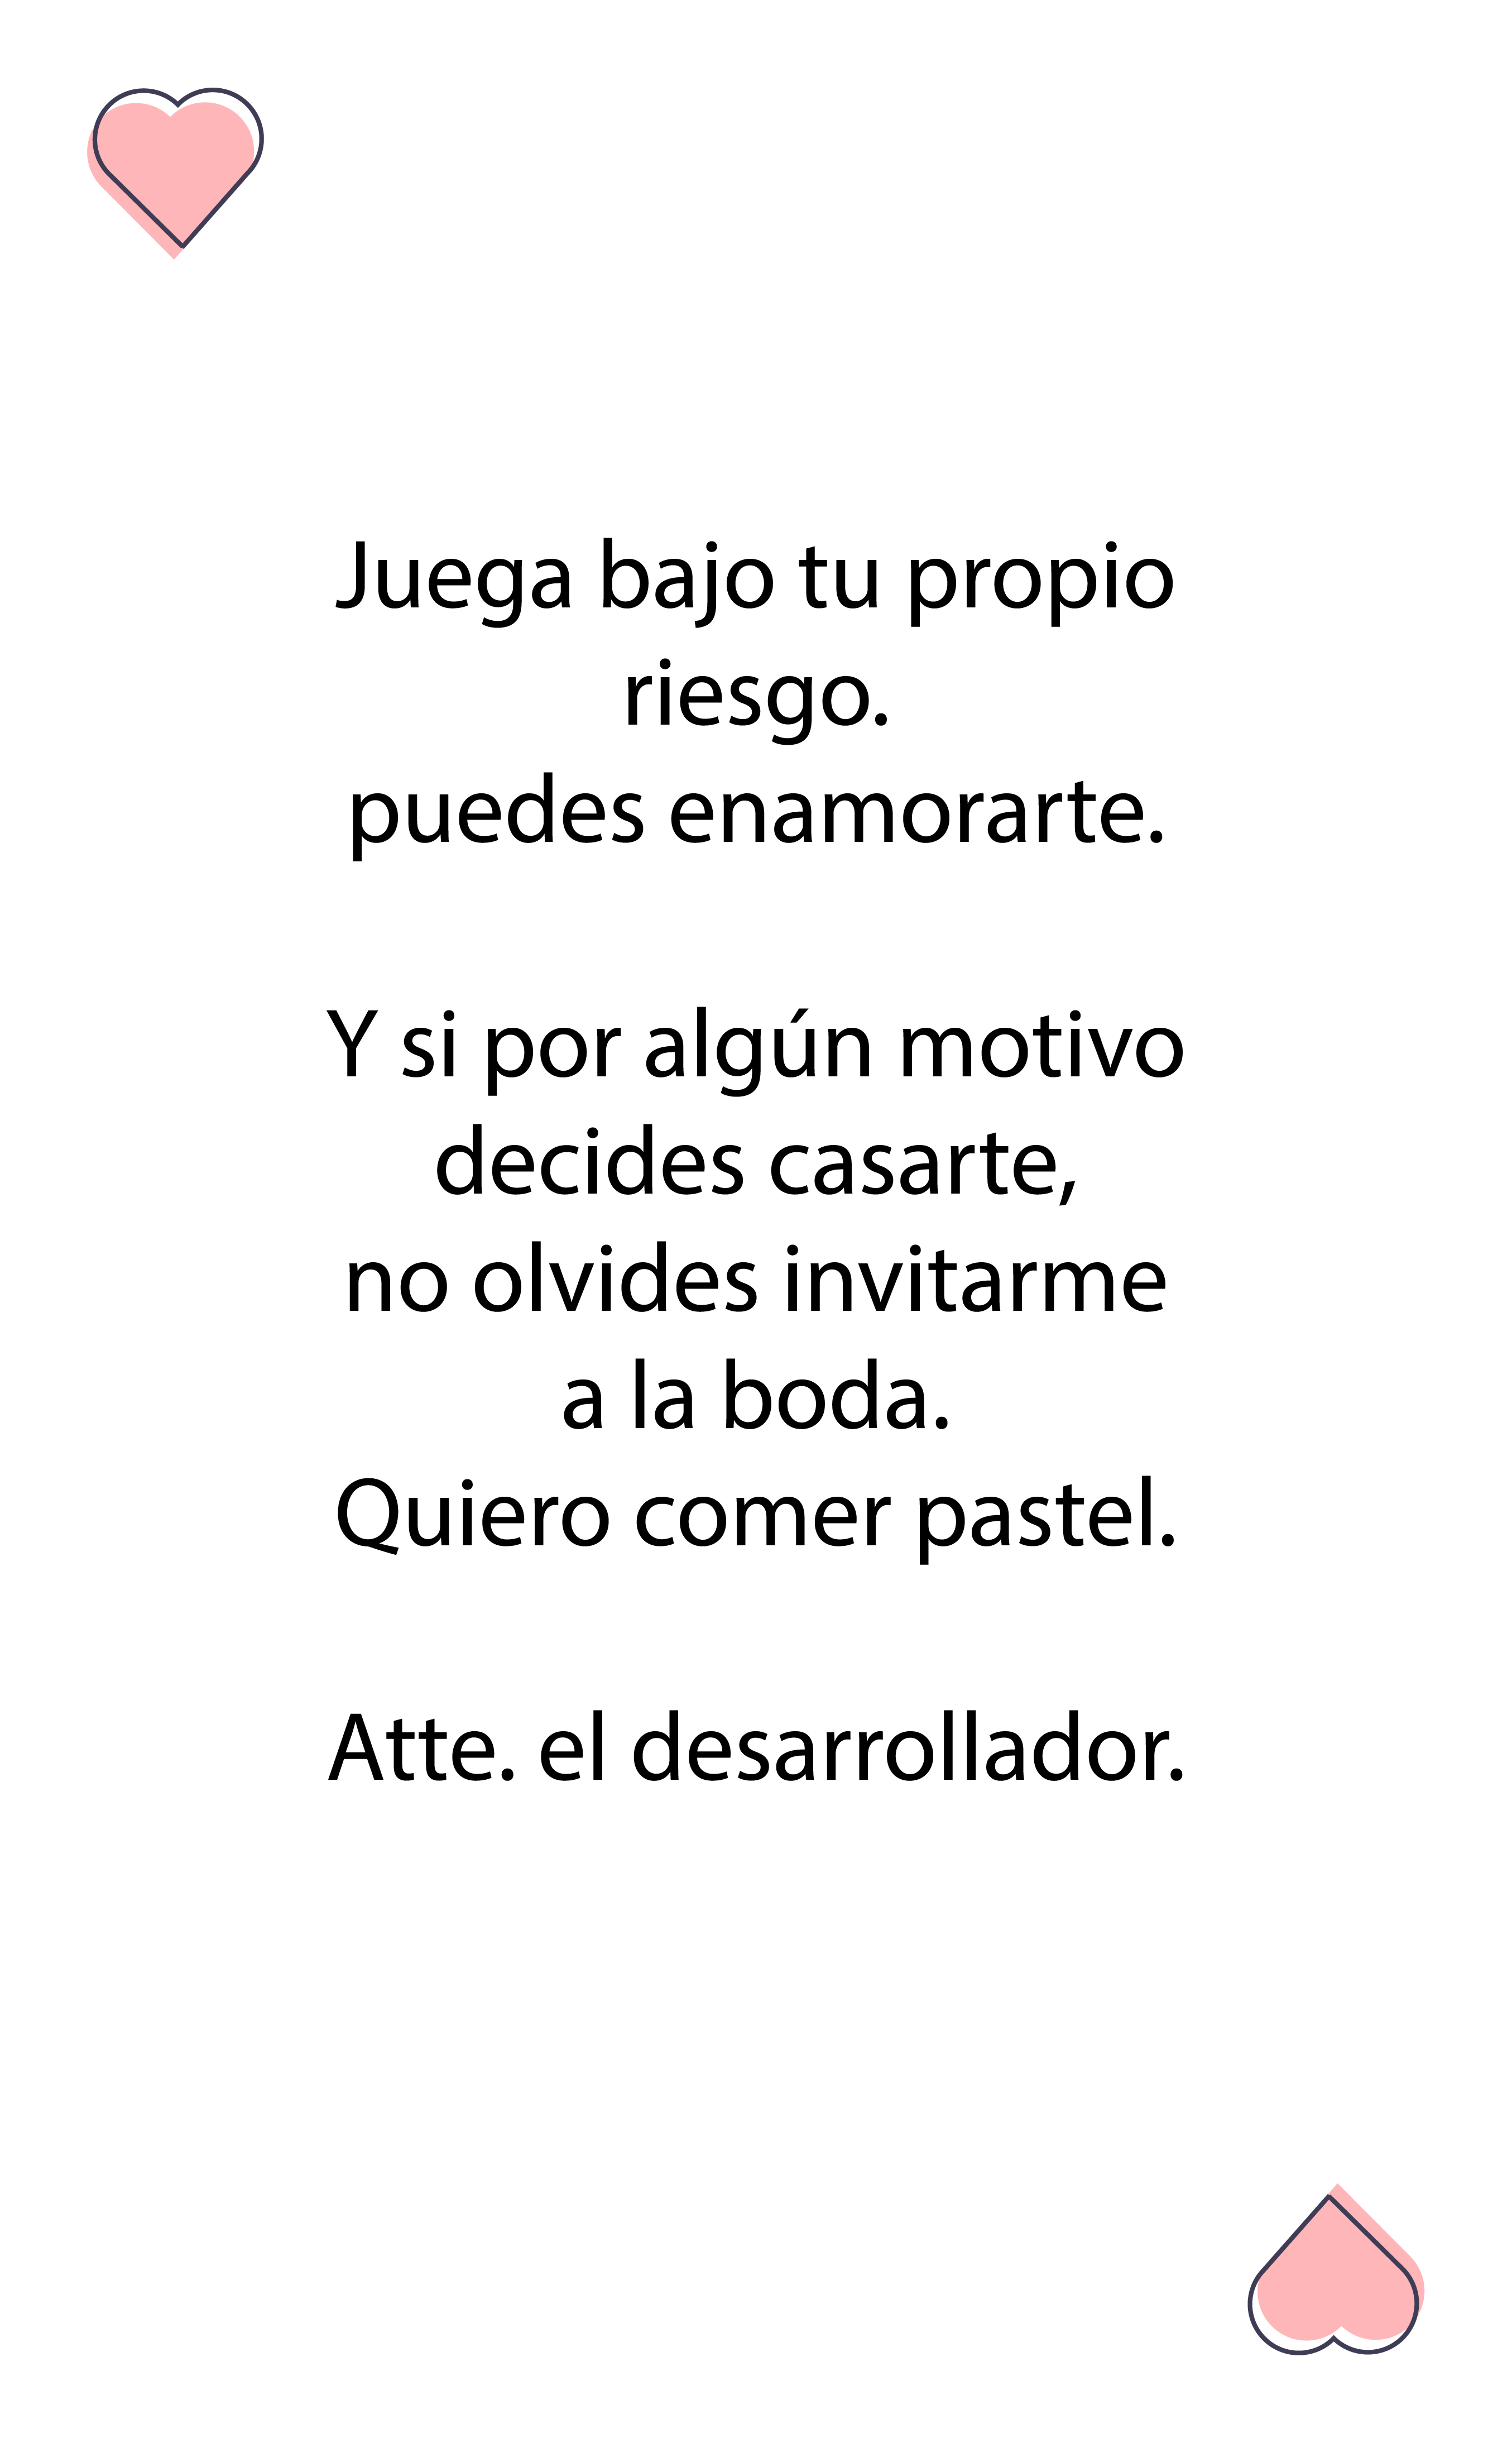 Juega bajo tu propio
riesgo.
puedes enamorarte.
Y si por algún motivo
decides casarte,
no olvides invitarme
a la boda.
Quiero comer pastel.
Atte. el desarrollador.